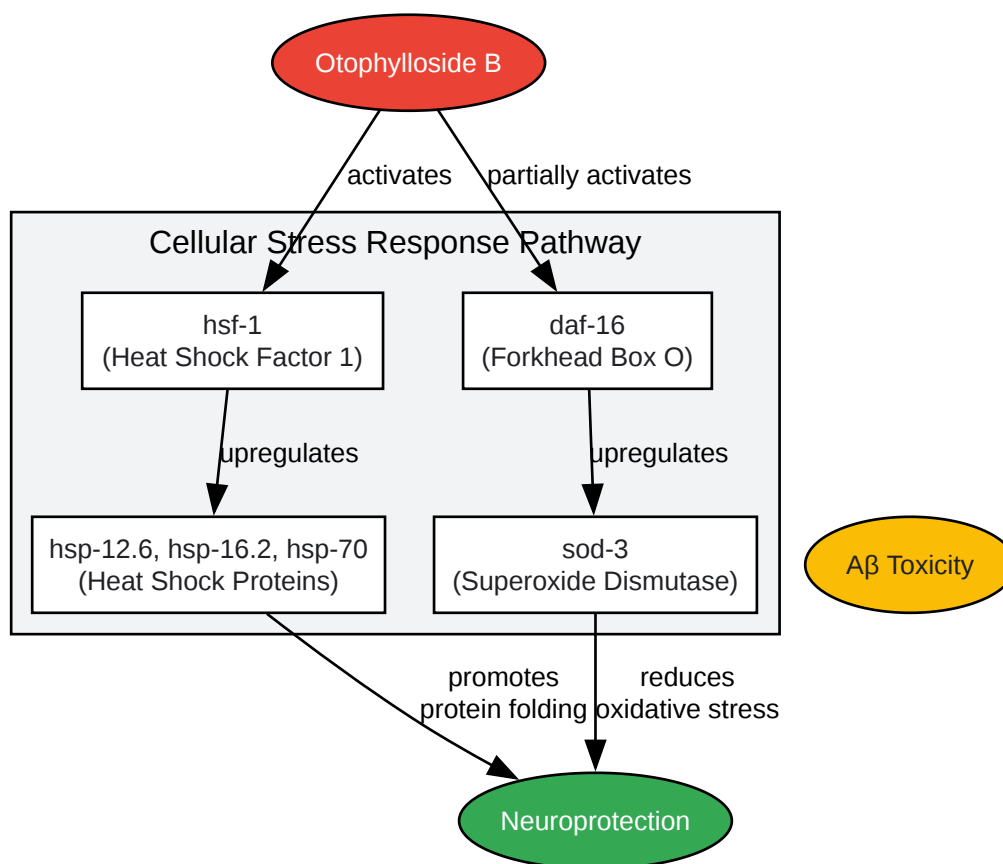 Otophylloside B
activates
partially activates
Cellular Stress Response Pathway
hsf-1
(Heat Shock Factor 1)
daf-16
(Forkhead Box O)
upregulates
upregulates
hsp-12.6, hsp-16.2, hsp-70
(Heat Shock Proteins)
sod-3
(Superoxide Dismutase)
Aβ Toxicity
promotes
protein folding
reduces
oxidative stress
Neuroprotection